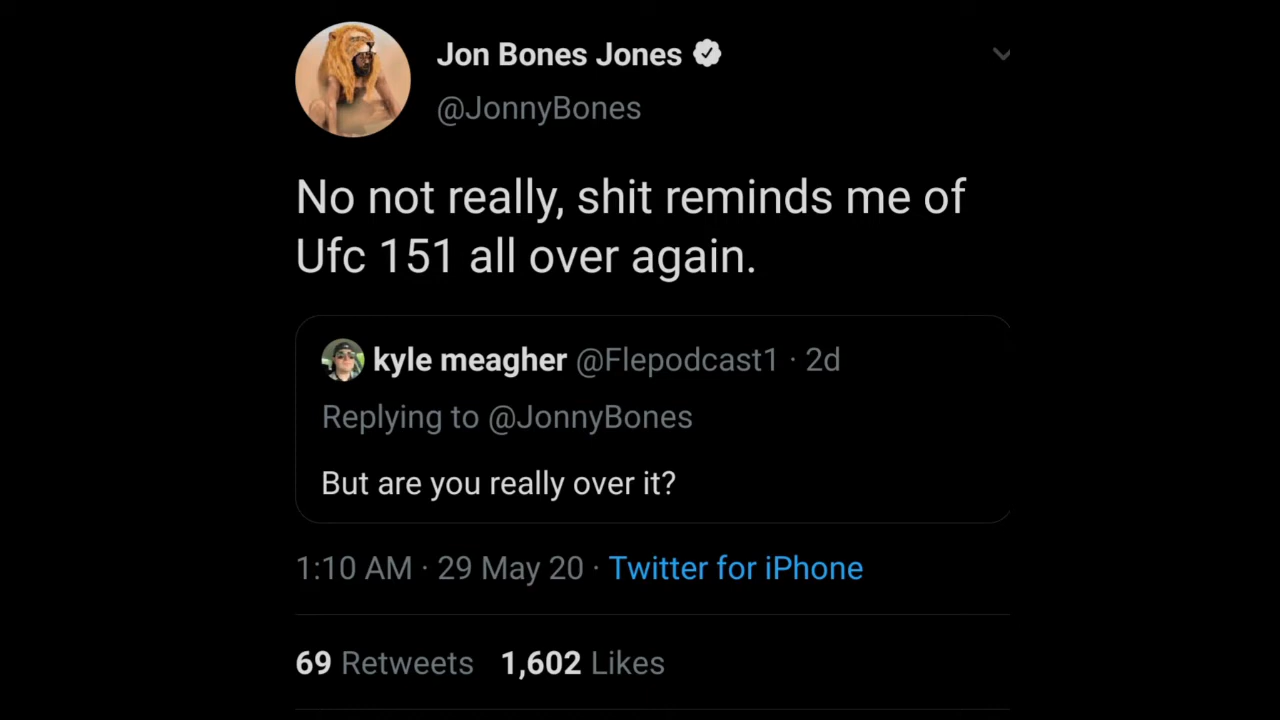 Jon Bones Jones
@JonnyBones
No not really, shit reminds me of
Ufc 151 all over again.
kyle meagher @Flepodcast1 · 2d
Replying to @JonnyBones
But are you really over it?
1:10 AM · 29 May 20 · Twitter for iPhone
69 Retweets 1,602 Likes